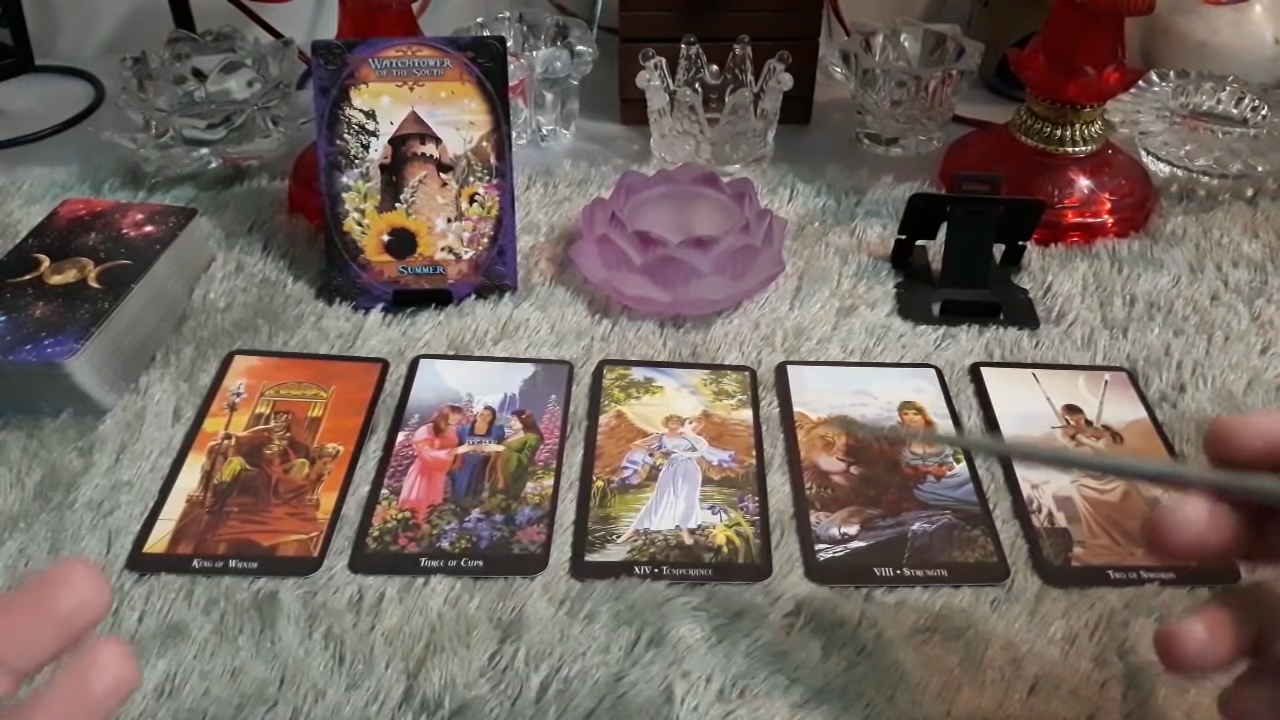 WATCHTOWER
OF THE SOUTH
SUMMER
KING OF WANDS
THREE OF CUPS
XIV • TEMPERANCE
VIII • STRENGTH
TWO OF SWORDS